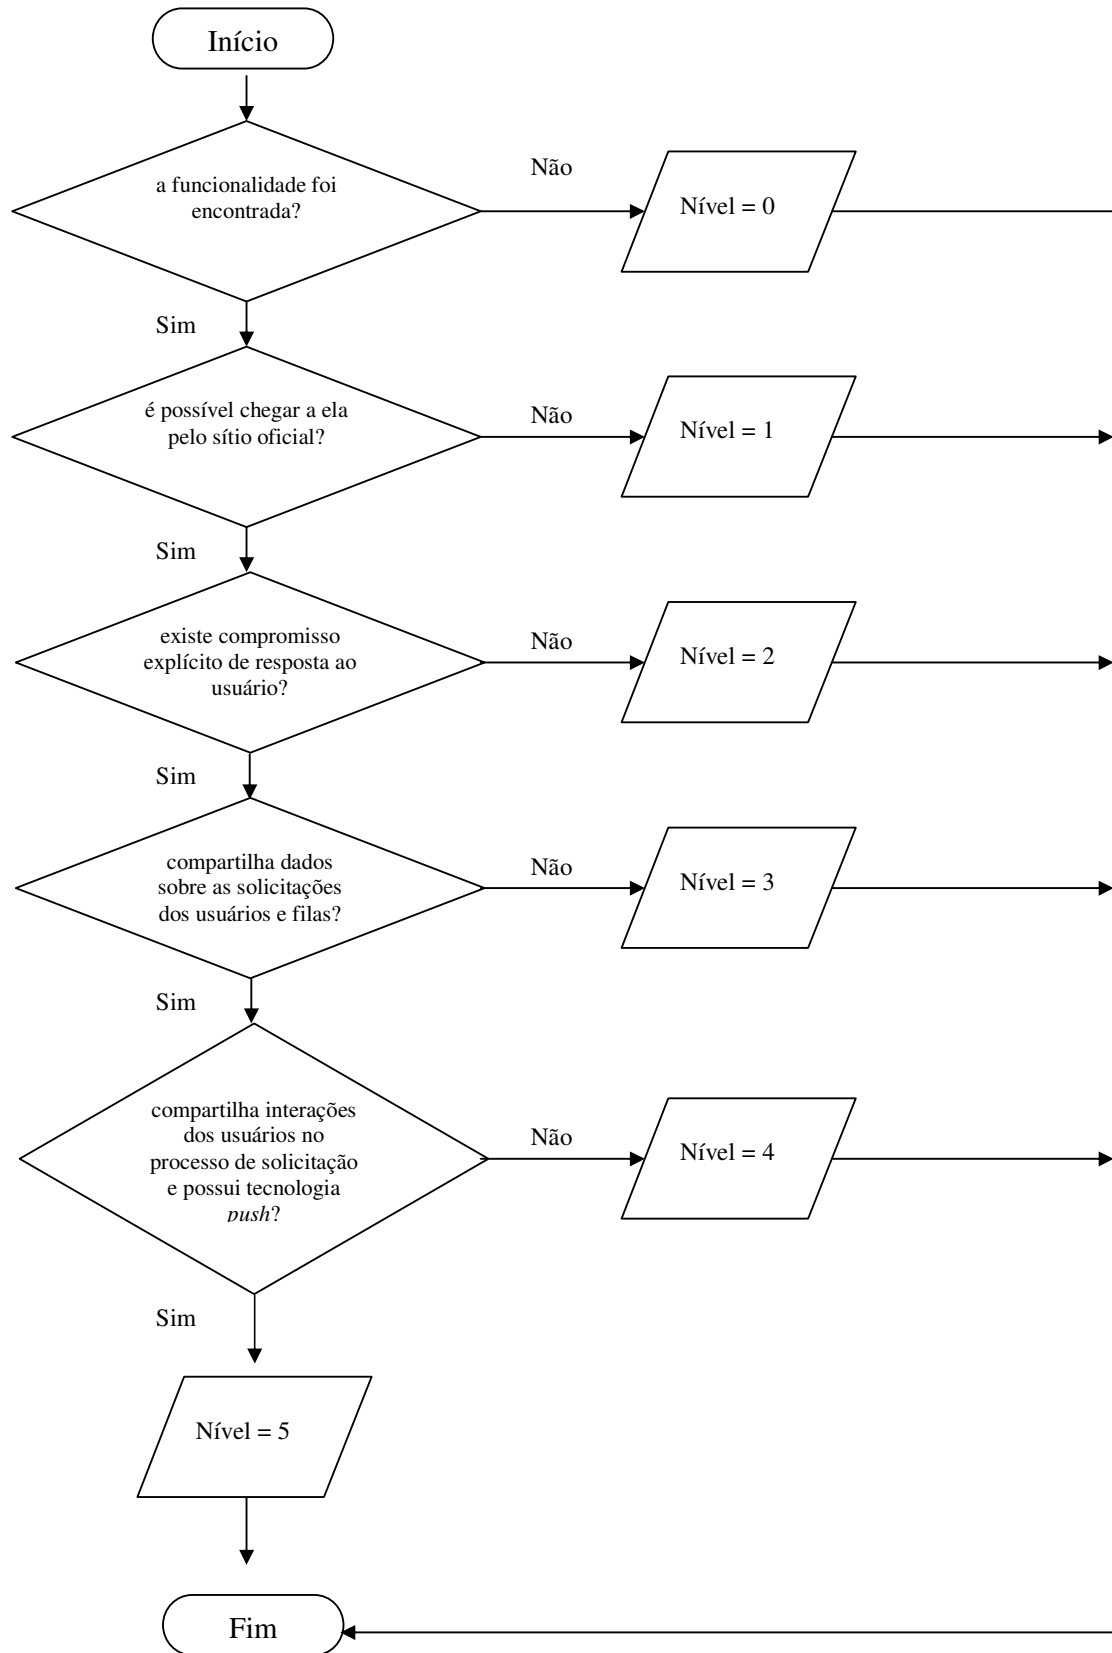 Início
a funcionalidade foi
encontrada?
Não
Nível = 0
Sim
é possível chegar a ela
pelo sítio oficial?
Não
Nível = 1
Sim
existe compromisso
explícito de resposta ao
usuário?
Não
Nível = 2
Sim
compartilha dados
sobre as solicitações
dos usuários e filas?
Não
Nível = 3
Sim
compartilha interações
dos usuários no
processo de solicitação
e possui tecnologia
push?
Não
Nível = 4
Sim
Nível = 5
Fim